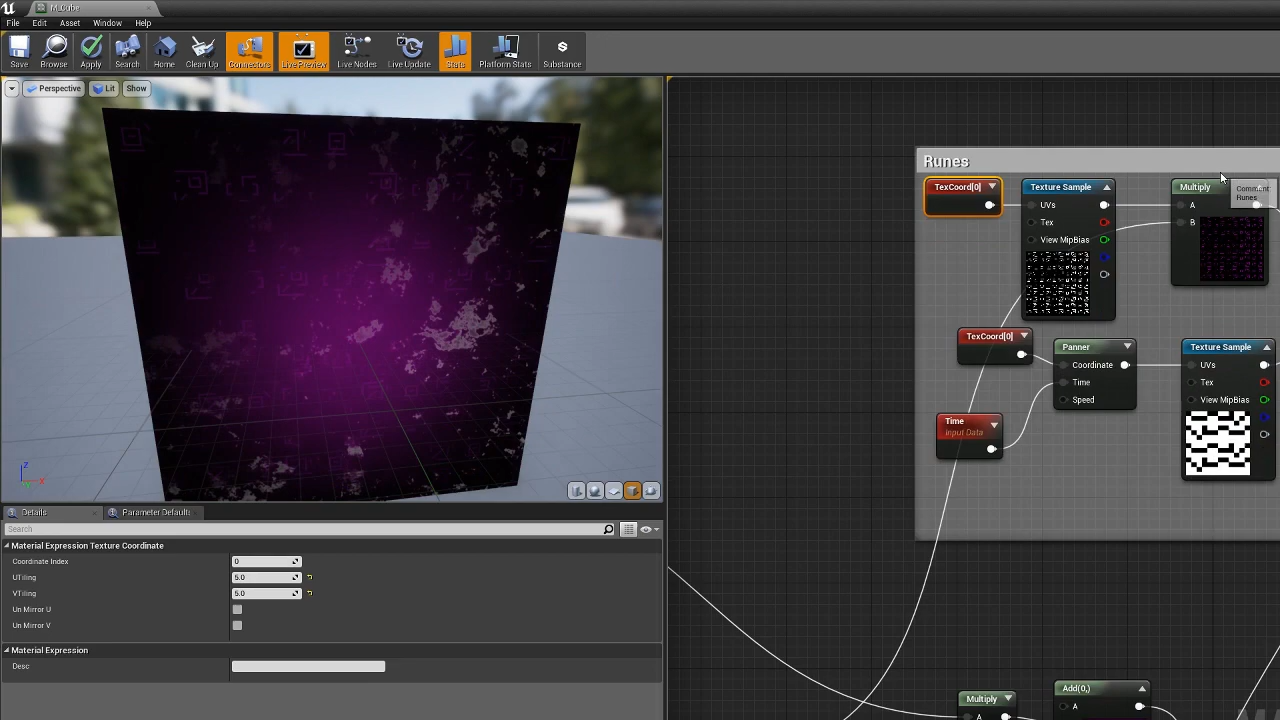 M_Cube
File Edit Asset Window Help
Save Browse Apply Search Home Clean Up Connectors Live Preview Live Nodes Live Update Stats Platform Stats Substance
Perspective Lit Show
Runes
TexCoord[0] Texture Sample Multiply Comment:
Runes
UVs A
Tex B
View MipBias
TexCoord[0] Panner Texture Sample
Coordinate UVs
Time Tex
Speed View MipBias
Time
Input Data
Z
X
Details Parameter Default
Search
Material Expression Texture Coordinate
Coordinate Index 0
UTiling 5.0
VTiling 5.0
Un Mirror U
Un Mirror V
Material Expression
Desc
Multiply Add(0,)
A A